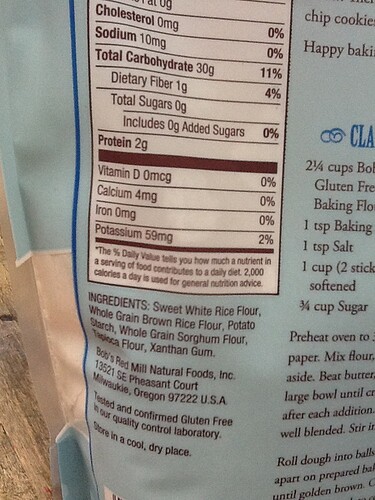 Fat 0g
Cholesterol 0mg 0%
Sodium 10mg 0%
Total Carbohydrate 30g 11%
Dietary Fiber 1g 4%
Total Sugars 0g
Includes 0g Added Sugars 0%
Protein 2g
Vitamin D 0mcg 0%
Calcium 4mg 0%
Iron 0mg 0%
Potassium 59mg 2%
*The % Daily Value tells you how much a nutrient in
a serving of food contributes to a daily diet. 2,000
calories a day is used for general nutrition advice.
INGREDIENTS: Sweet White Rice Flour,
Whole Grain Brown Rice Flour, Potato
Starch, Whole Grain Sorghum Flour,
Tapioca Flour, Xanthan Gum.
Bob's Red Mill Natural Foods, Inc.
13521 SE Pheasant Court
Milwaukie, Oregon 97222 U.S.A.
Tested and confirmed Gluten Free
in our quality control laboratory.
Store in a cool, dry place.
chip cookie
Happy baki
CLA
2¼ cups Bob
Gluten Fre
Baking Flo
1 tsp Baking
1 tsp Salt
1 cup (2 stick
softened
¾ cup Sugar
Preheat oven to 3
paper. Mix flour,
aside. Beat butter,
large bowl until cr
after each addition.
well blended. Stir in
Roll dough into balls
apart on prepared bak
until golden brown. C